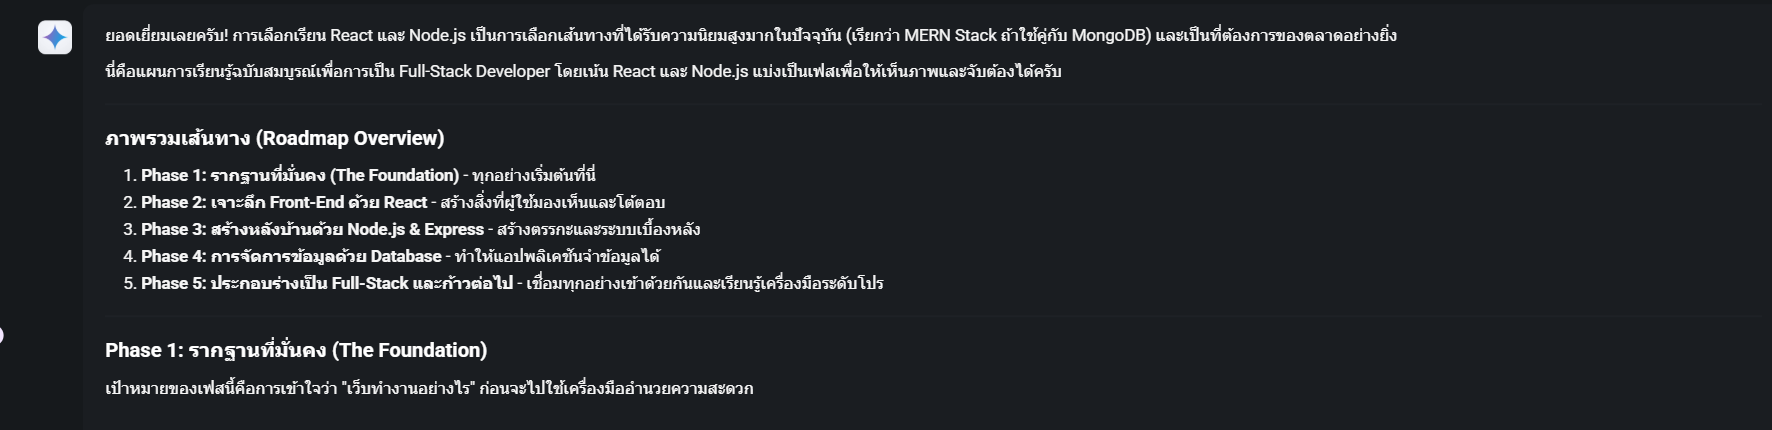 ยอดเยี่ยมเลยครับ! การเลือกเรียน React และ Node.js เป็นการเลือกเส้นทางที่ได้รับความนิยมสูงมากในปัจจุบัน (เรียกว่า MERN Stack ถ้าใช้คู่กับ MongoDB) และเป็นที่ต้องการของตลาดอย่างยิ่ง
นี่คือแผนการเรียนรู้ฉบับสมบูรณ์เพื่อการเป็น Full-Stack Developer โดยเน้น React และ Node.js แบ่งเป็นเฟสเพื่อให้เห็นภาพและจับต้องได้ครับ
ภาพรวมเส้นทาง (Roadmap Overview)
1. Phase 1: รากฐานที่มั่นคง (The Foundation) - ทุกอย่างเริ่มต้นที่นี่
2. Phase 2: เจาะลึก Front-End ด้วย React - สร้างสิ่งที่ผู้ใช้มองเห็นและโต้ตอบ
3. Phase 3: สร้างหลังบ้านด้วย Node.js & Express - สร้างตรรกะและระบบเบื้องหลัง
4. Phase 4: การจัดการข้อมูลด้วย Database - ทำให้แอปพลิเคชันจำข้อมูลได้
5. Phase 5: ประกอบร่างเป็น Full-Stack และก้าวต่อไป - เชื่อมทุกอย่างเข้าด้วยกันและเรียนรู้เครื่องมือระดับโปร
Phase 1: รากฐานที่มั่นคง (The Foundation)
เป้าหมายของเฟสนี้คือการเข้าใจว่า "เว็บทำงานอย่างไร" ก่อนจะไปใช้เครื่องมืออำนวยความสะดวก